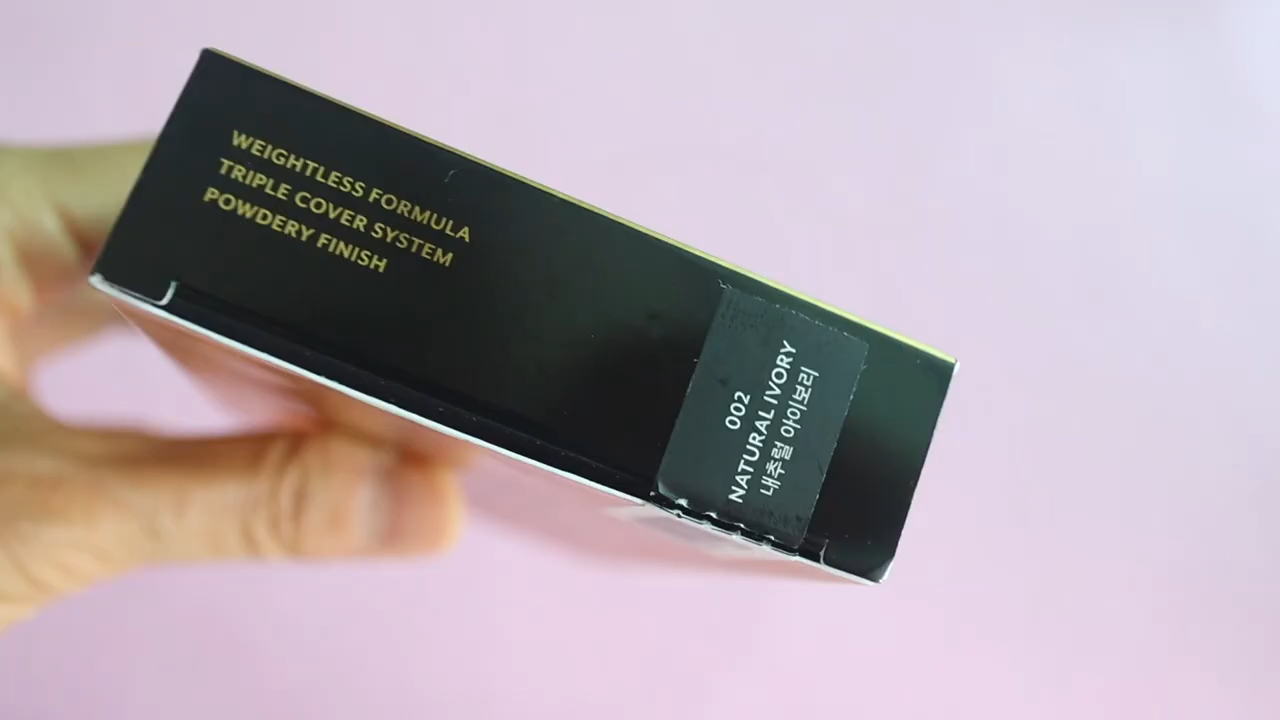 WEIGHTLESS FORMULA
TRIPLE COVER SYSTEM
POWDERY FINISH
002
NATURAL IVORY
내추럴 아이보리